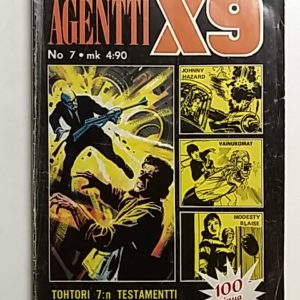 AGENTTI X9
No 7 • mk 4:90
JOHNNY
HAZARD
VAINUKOIRAT
MODESTY
BLAISE
100
TOHTORI 7:n TESTAMENTTI